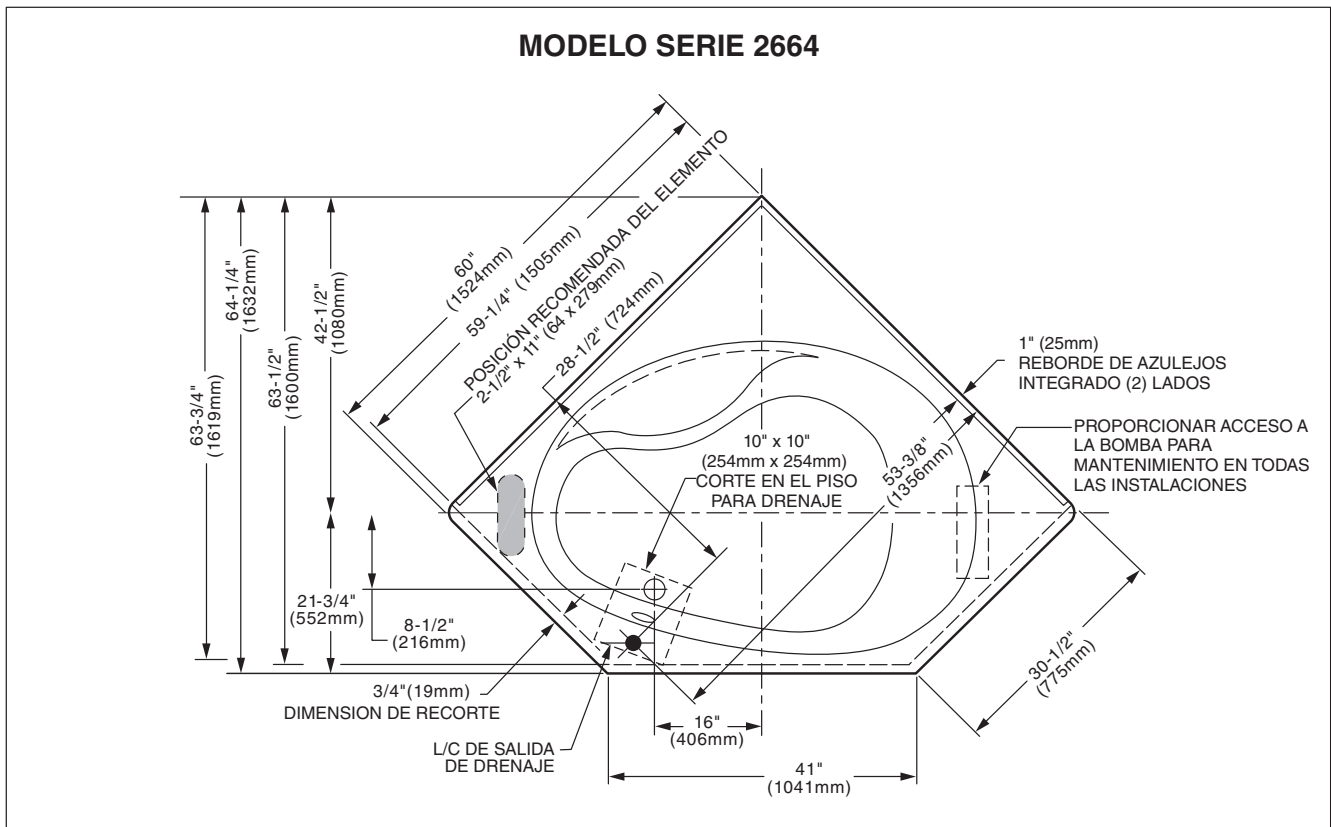 MODELO SERIE 2664
60"
(1524mm)
59-1/4" (1505mm)
POSICIÓN RECOMENDADA DEL ELEMENTO
2-1/2" x 11" (64 x 279mm)
28-1/2" (724mm)
63-3/4"
(1619mm)
64-1/4"
(1632mm)
63-1/2"
(1600mm)
42-1/2"
(1080mm)
1" (25mm)
REBORDE DE AZULEJOS
INTEGRADO (2) LADOS
PROPORCIONAR ACCESO A
LA BOMBA PARA
MANTENIMIENTO EN TODAS
LAS INSTALACIONES
10" x 10"
(254mm x 254mm)
CORTE EN EL PISO
PARA DRENAJE
53-3/8"
(1356mm)
21-3/4"
(552mm)
8-1/2"
(216mm)
3/4"(19mm)
DIMENSION DE RECORTE
L/C DE SALIDA
DE DRENAJE
16"
(406mm)
41"
(1041mm)
30-1/2"
(775mm)